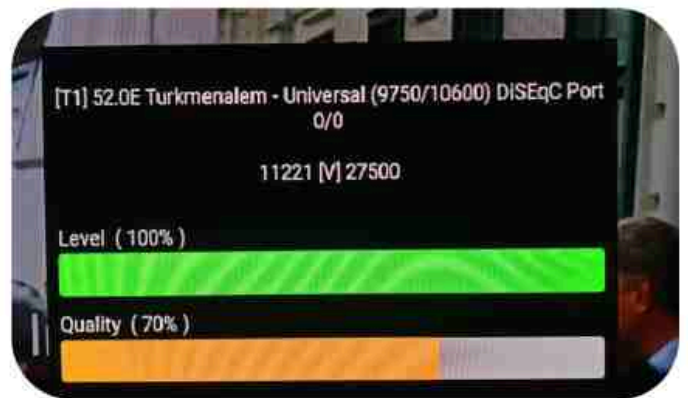 [T1] 52.0E Turkmenalem - Universal (9750/10600) DiSEqC Port
0/0
11221 [V] 27500
Level ( 100% )
Quality ( 70% )